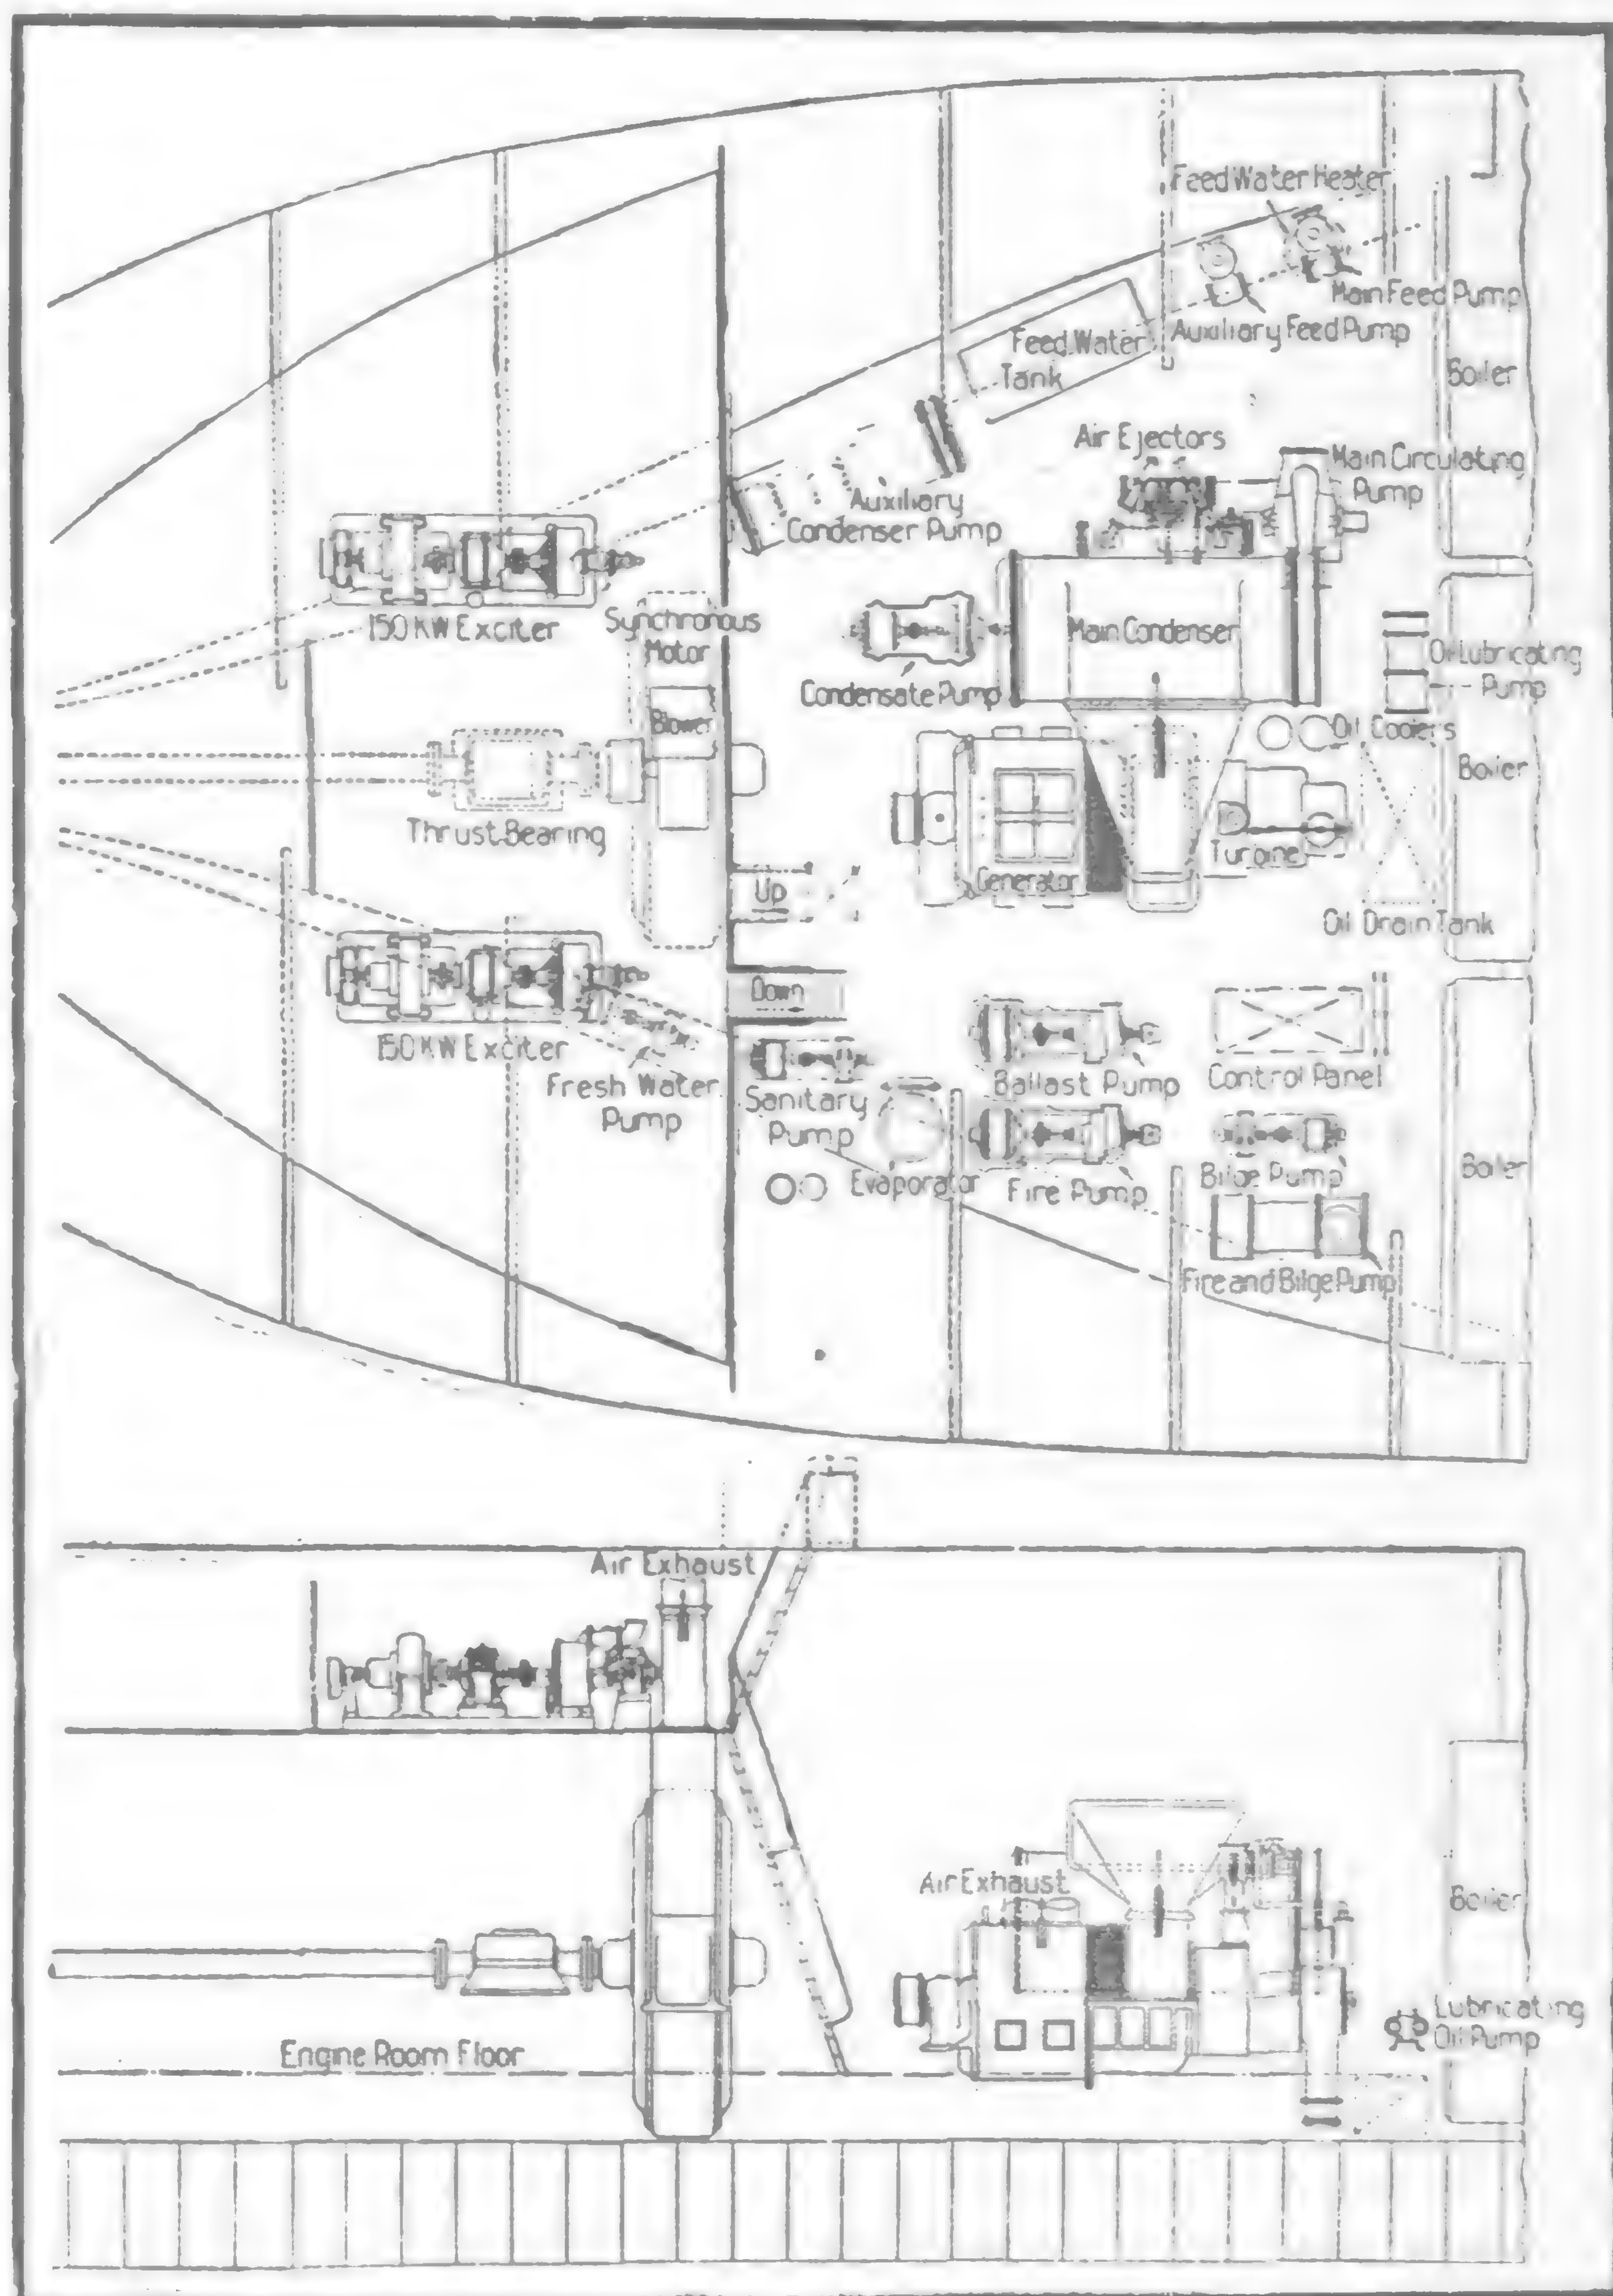 Feed Water Heater
Main Feed Pump
Auxiliary Feed Pump
Feed Water
Tank
Boiler
Air Ejectors
Main Circulating
Pump
Auxiliary
Condenser Pump
150 KW Exciter
Synchronous
Motor
Main Condenser
Oil Lubricating
Pump
Condensate Pump
Blower
Oil Coolers
Boiler
Thrust Bearing
Turbine
Generator
Up
Oil Drain Tank
Down
150 KW Exciter
Fresh Water
Pump
Sanitary
Pump
Ballast Pump
Control Panel
Evaporator
Fire Pump
Bilge Pump
Boiler
Fire and Bilge Pump
Air Exhaust
Air Exhaust
Boiler
Lubricating
Oil Pump
Engine Room Floor